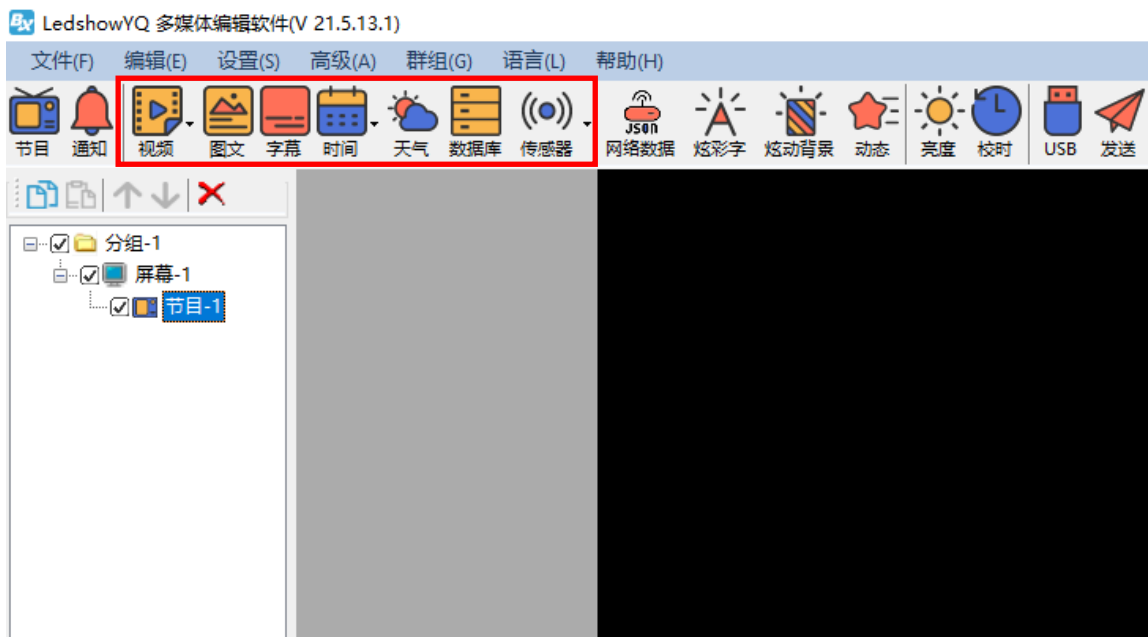 BX LedshowYQ 多媒体编辑软件(V 21.5.13.1)
文件(F) 编辑(E) 设置(S) 高级(A) 群组(G) 语言(L) 帮助(H)
JSON
节目 通知 视频 图文 字幕 时间 天气 数据库 传感器 网络数据 炫彩字 炫动背景 动态 亮度 校时 USB 发送
分组-1
屏幕-1
节目-1